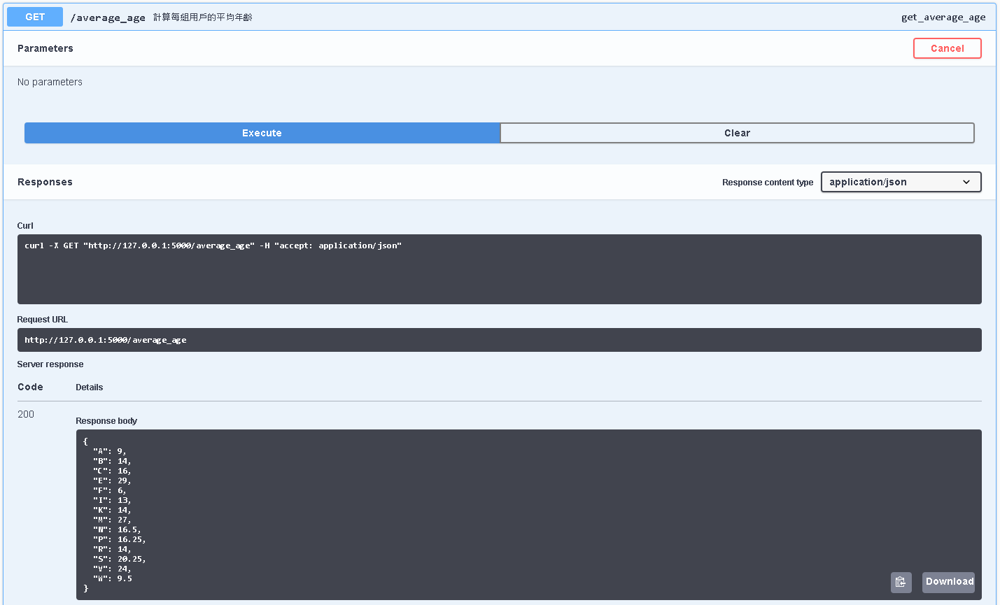 GET /average_age 計算每組用戶的平均年齡 get_average_age
Parameters Cancel
No parameters
Execute Clear
Responses Response content type application/json
Curl
curl -X GET "http://127.0.0.1:5000/average_age" -H "accept: application/json"
Request URL
http://127.0.0.1:5000/average_age
Server response
Code Details
200
Response body
{
"A": 9,
"B": 14,
"C": 16,
"E": 29,
"F": 6,
"I": 13,
"K": 14,
"M": 27,
"N": 16.5,
"P": 16.25,
"R": 14,
"S": 20.25,
"V": 24,
"W": 9.5
}
Download